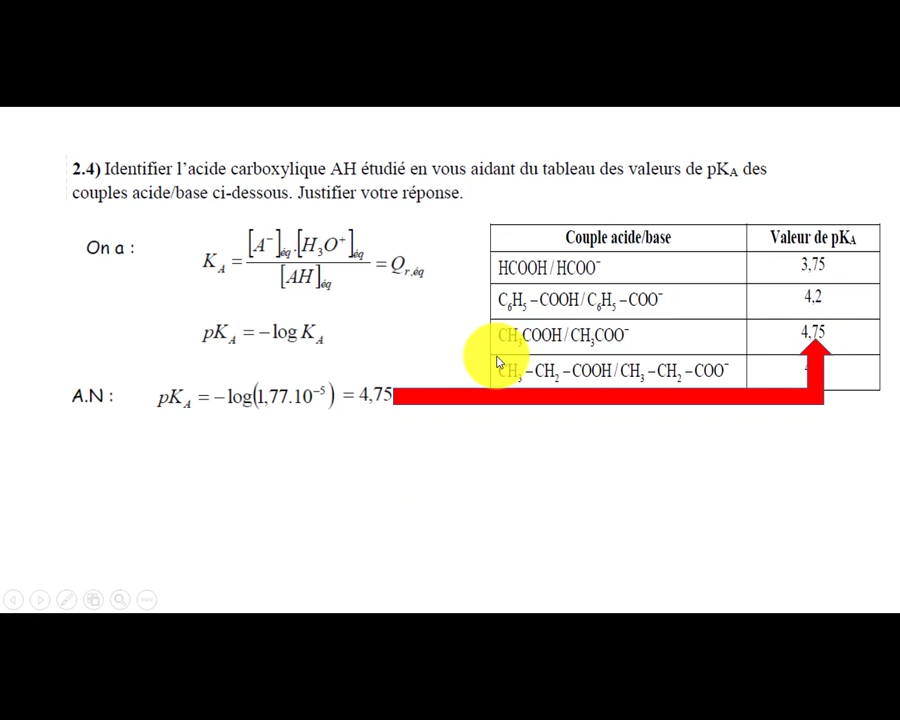 2.4) Identifier l'acide carboxylique AH étudié en vous aidant du tableau des valeurs de pKA des
couples acide/base ci-dessous. Justifier votre réponse.
On a : K_A = [A⁻]éq.[H₃O⁺]éq / [AH]éq = Q_r,éq
pK_A = −log K_A
A.N : pK_A = −log(1,77.10⁻⁵) = 4,75
Couple acide/base Valeur de pKA
HCOOH / HCOO⁻ 3,75
C₆H₅ – COOH / C₆H₅ – COO⁻ 4,2
CH₃COOH / CH₃COO⁻ 4,75
CH₃ – CH₂ – COOH / CH₃ – CH₂ – COO⁻